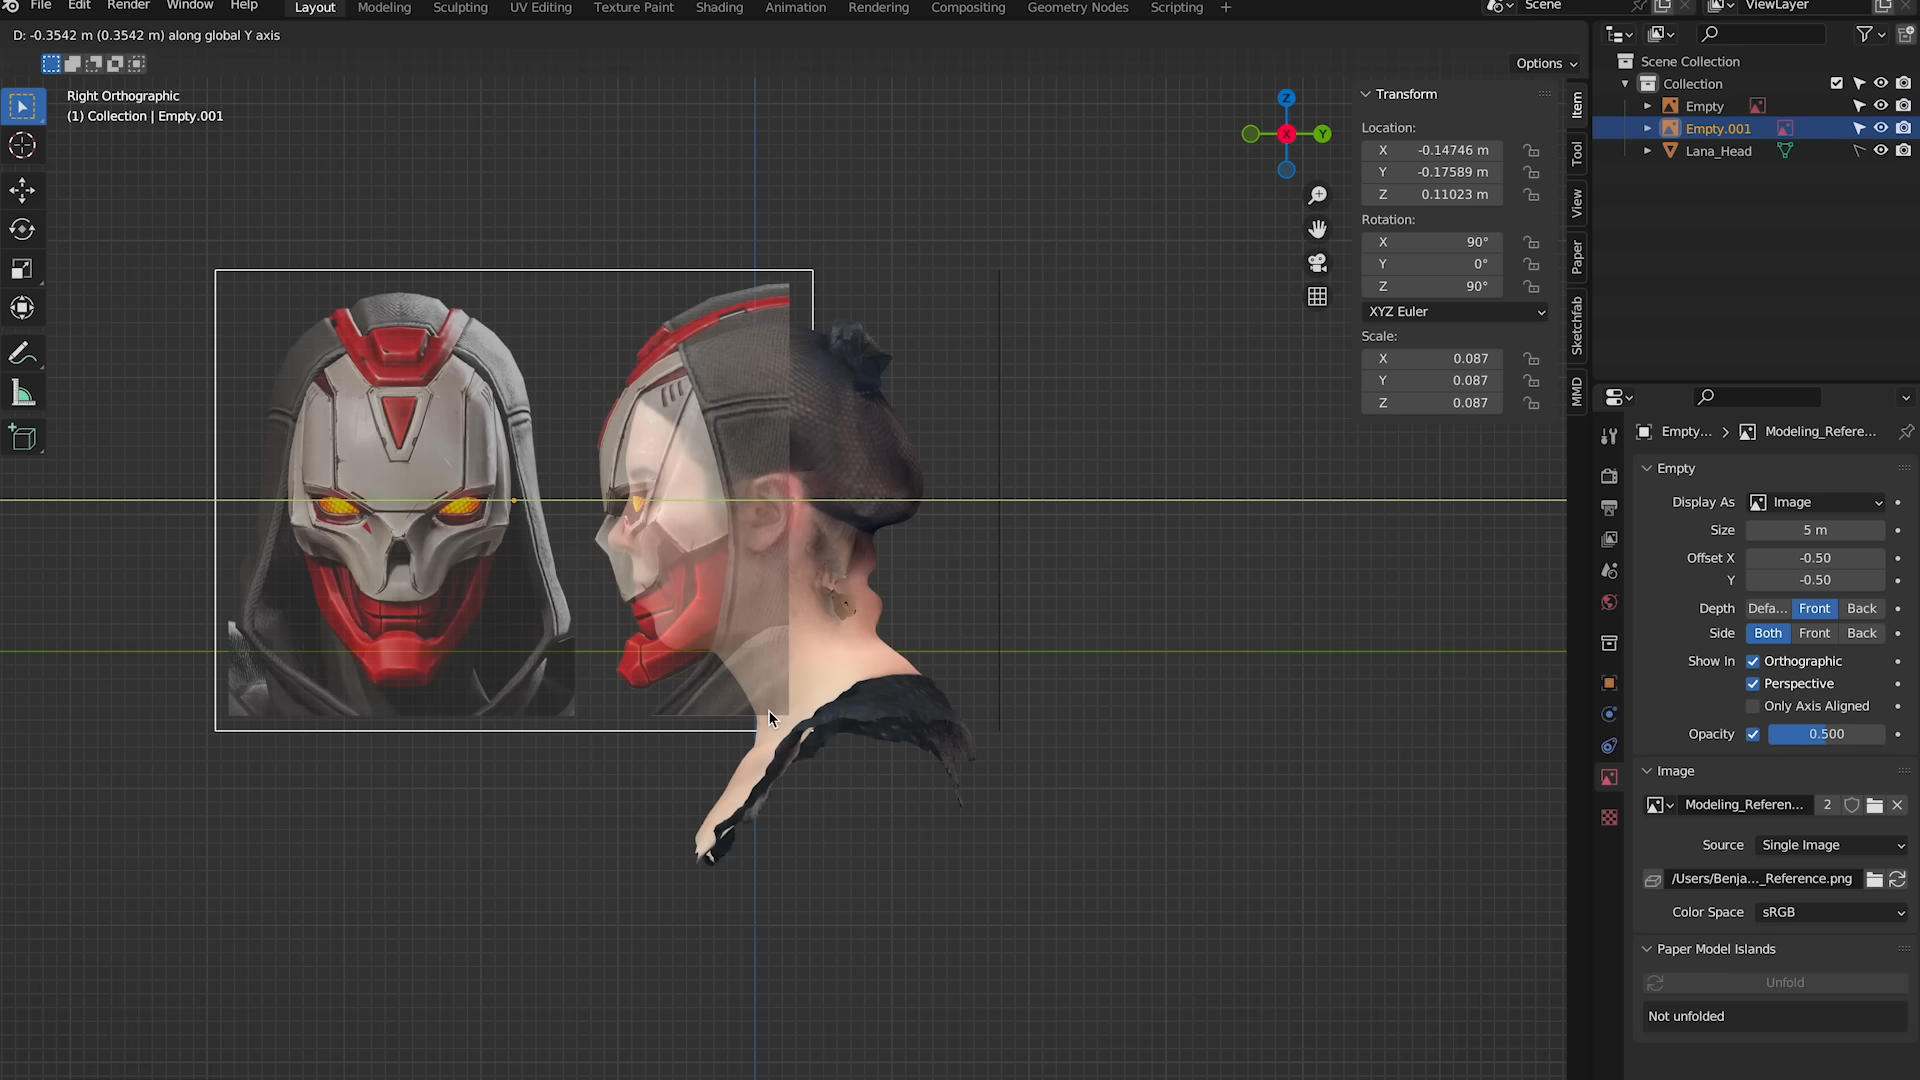 File Edit Render Window Help Layout Modeling Sculpting UV Editing Texture Paint Shading Animation Rendering Compositing Geometry Nodes Scripting + Scene ViewLayer
D: -0.3542 m (0.3542 m) along global Y axis
Options
Right Orthographic
(1) Collection | Empty.001
Z
X
Y
Transform
Location:
X -0.14746 m
Y -0.17589 m
Z 0.11023 m
Rotation:
X 90°
Y 0°
Z 90°
XYZ Euler
Scale:
X 0.087
Y 0.087
Z 0.087
Item
Tool
View
Paper
Sketchfab
MMD
Scene Collection
Collection
Empty
Empty.001
Lana_Head
Empty... > Modeling_Refere...
Empty
Display As Image
Size 5 m
Offset X -0.50
Y -0.50
Depth Defa... Front Back
Side Both Front Back
Show In Orthographic
Perspective
Only Axis Aligned
Opacity 0.500
Image
Modeling_Referen... 2
Source Single Image
/Users/Benja..._Reference.png
Color Space sRGB
Paper Model Islands
Unfold
Not unfolded